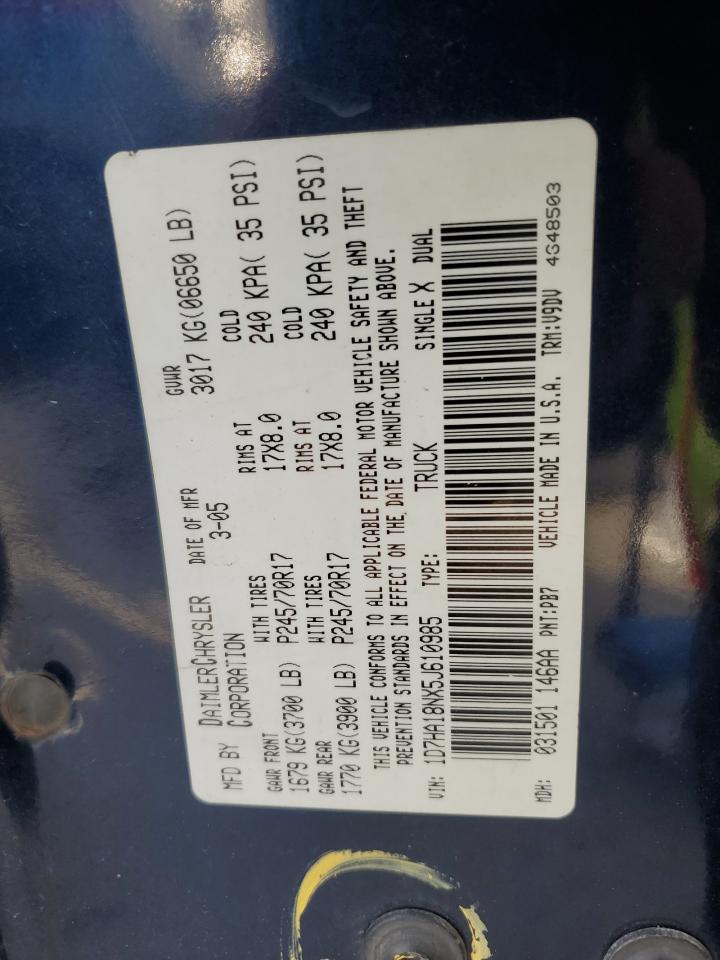 MFD BY DAIMLERCHRYSLER CORPORATION DATE OF MFR 3-05 GVWR 3017 KG(06650 LB)
GAWR FRONT WITH TIRES RIMS AT COLD
1679 KG(3700 LB) P245/70R17 17X8.0 240 KPA( 35 PSI)
GAWR REAR WITH TIRES RIMS AT COLD
1770 KG(3900 LB) P245/70R17 17X8.0 240 KPA( 35 PSI)
THIS VEHICLE CONFORMS TO ALL APPLICABLE FEDERAL MOTOR VEHICLE SAFETY AND THEFT
PREVENTION STANDARDS IN EFFECT ON THE DATE OF MANUFACTURE SHOWN ABOVE.
VIN: 1D7HA18NX5J610985 TYPE: TRUCK SINGLE X DUAL
MDH: 031501 146AA PNT:PB7 VEHICLE MADE IN U.S.A. TRM:V9DV 4G48503